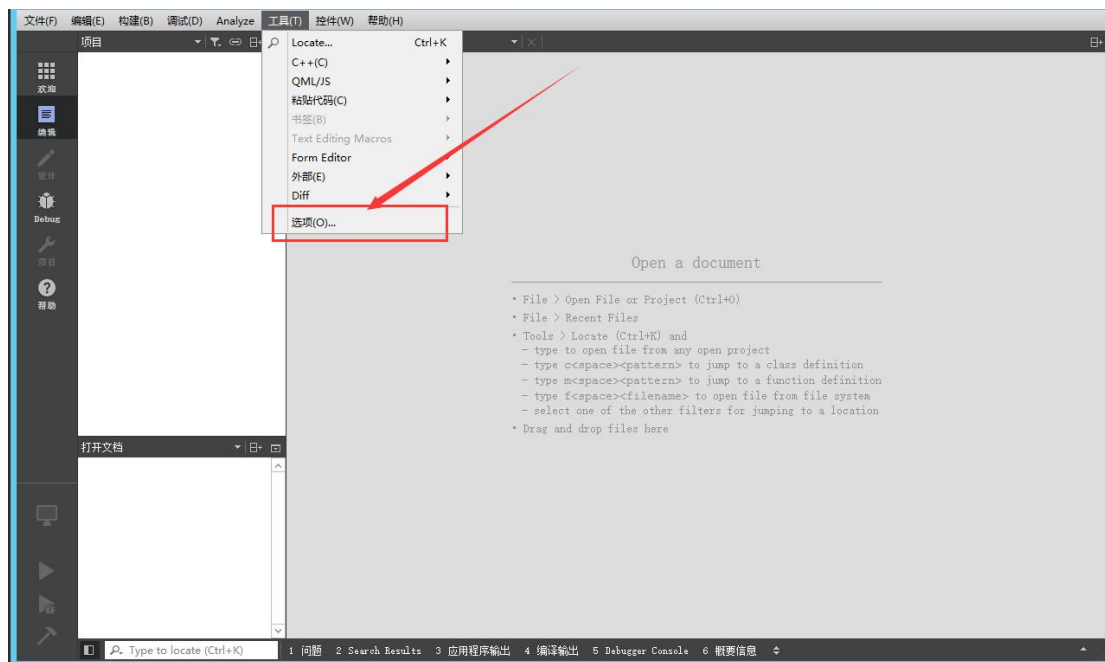 文件(F) 编辑(E) 构建(B) 调试(D) Analyze 工具(T) 控件(W) 帮助(H)
项目
Locate... Ctrl+K
C++(C)
QML/JS
粘贴代码(C)
书签(B)
Text Editing Macros
Form Editor
外部(E)
Diff
选项(O)...
欢迎
编辑
设计
Debug
项目
帮助
Open a document
• File > Open File or Project (Ctrl+O)
• File > Recent Files
• Tools > Locate (Ctrl+K) and
- type to open file from any open project
- type c<space><pattern> to jump to a class definition
- type m<space><pattern> to jump to a function definition
- type f<space><filename> to open file from file system
- select one of the other filters for jumping to a location
• Drag and drop files here
打开文档
Type to locate (Ctrl+K) 1 问题 2 Search Results 3 应用程序输出 4 编译输出 5 Debugger Console 6 概要信息